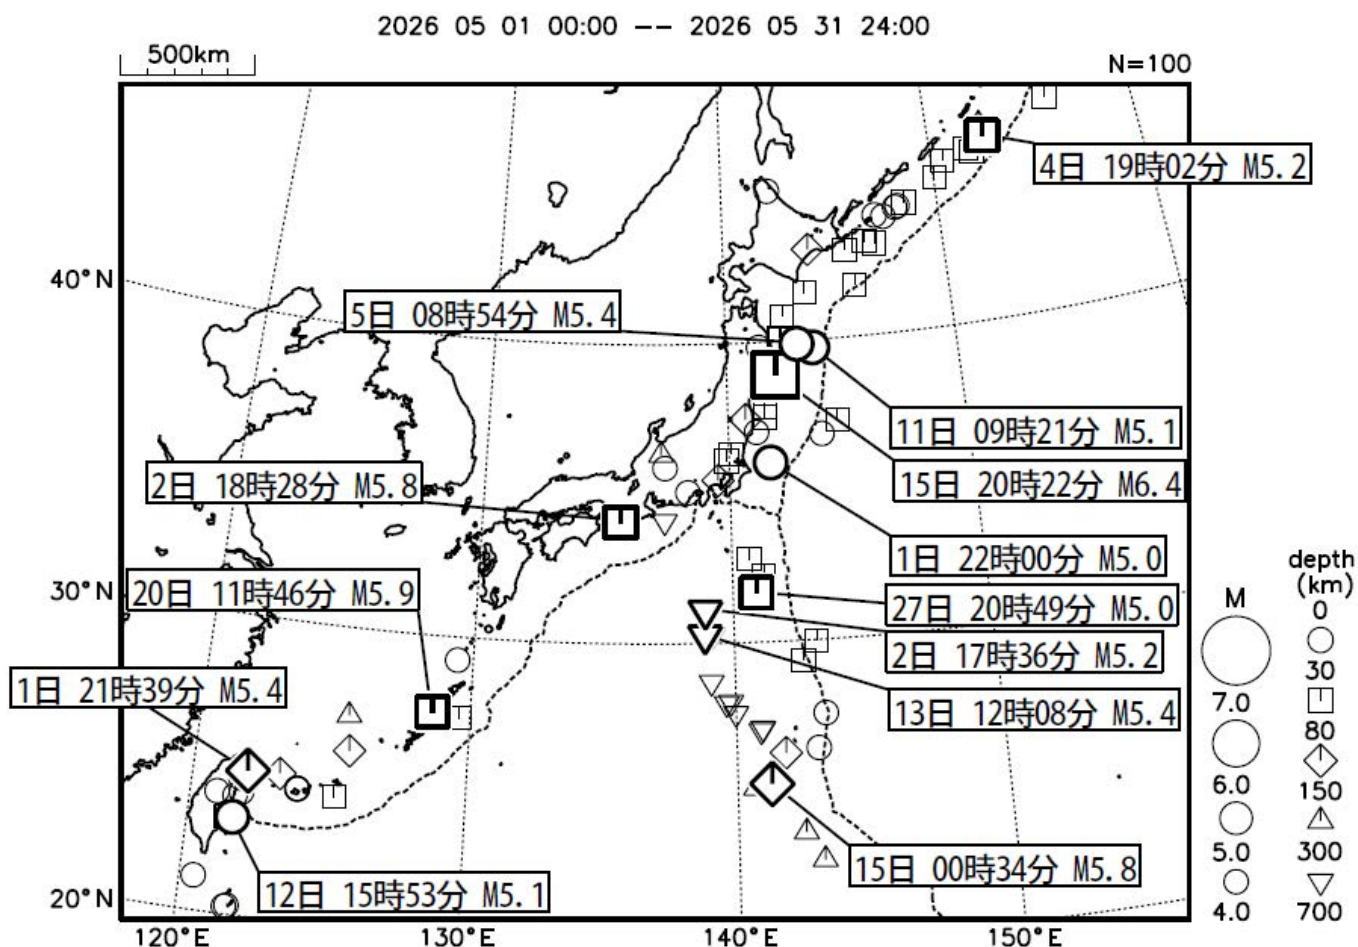 2026 05 01 00:00 -- 2026 05 31 24:00
500km
N=100
4日 19時02分 M5.2
40°N
5日 08時54分 M5.4
11日 09時21分 M5.1
2日 18時28分 M5.8
15日 20時22分 M6.4
1日 22時00分 M5.0
30°N
20日 11時46分 M5.9
27日 20時49分 M5.0
2日 17時36分 M5.2
1日 21時39分 M5.4
13日 12時08分 M5.4
15日 00時34分 M5.8
12日 15時53分 M5.1
20°N
120°E
130°E
140°E
150°E
M
7.0
6.0
5.0
4.0
depth
(km)
0
30
80
150
300
700